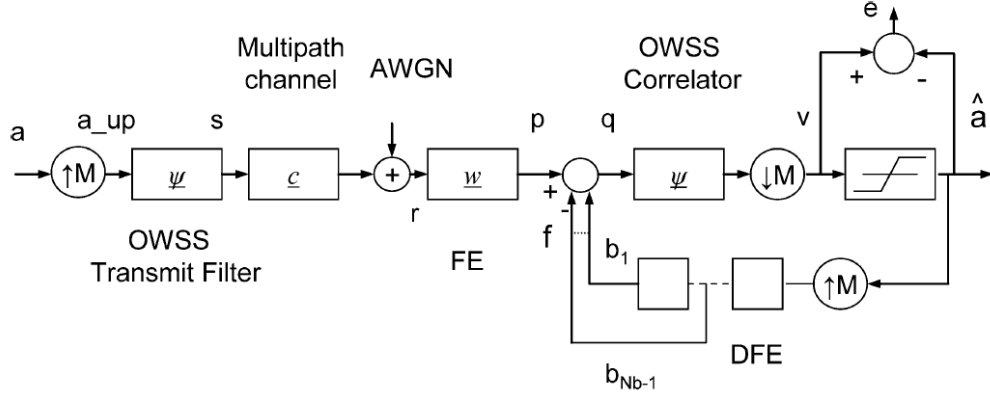 ê
Multipath
channel
AWGN
OWSS
Correlator
+
-
a
a_up
s
p
q
v
â
↑M
ψ
c
+
w
ψ
↓M
r
+
-
f
OWSS
Transmit Filter
FE
b1
↑M
DFE
bNb-1